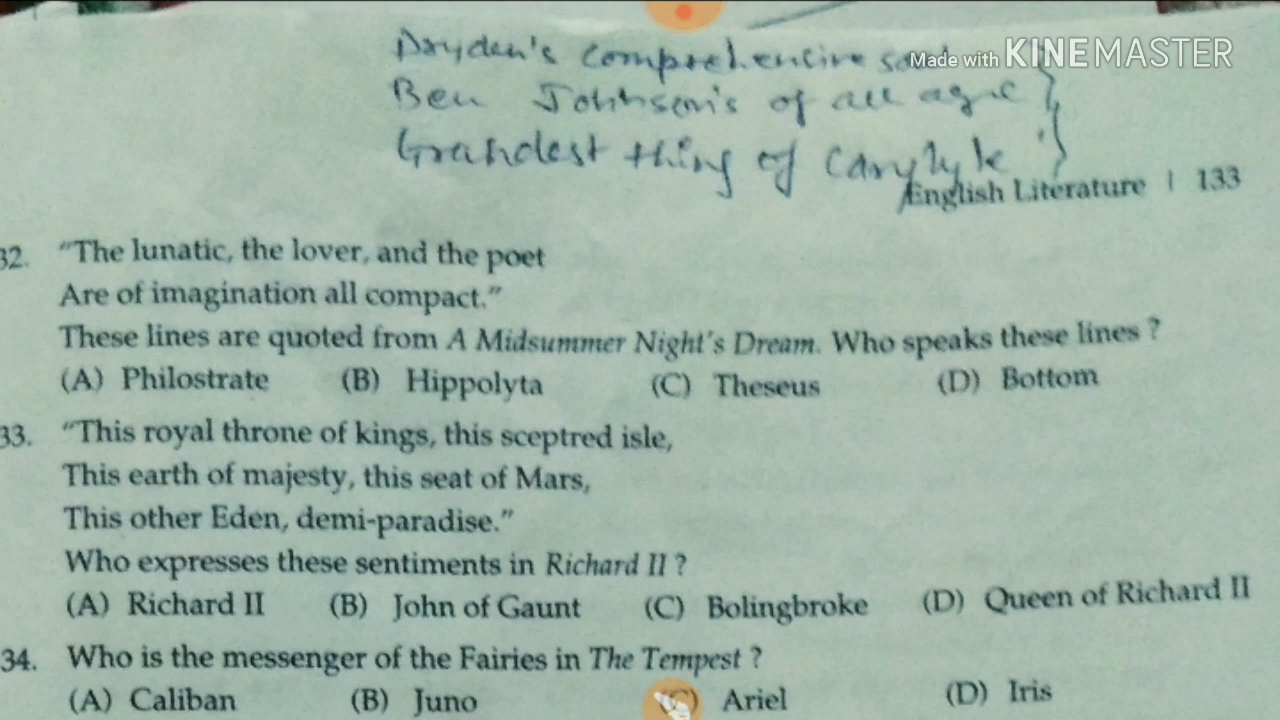 Dryden's comprehensive
Made with KINEMASTER
Ben Johnson's of all age
Grandest thing of Carlyle
English Literature | 133
32. "The lunatic, the lover, and the poet
Are of imagination all compact."
These lines are quoted from A Midsummer Night's Dream. Who speaks these lines ?
(A) Philostrate (B) Hippolyta (C) Theseus (D) Bottom
33. "This royal throne of kings, this sceptred isle,
This earth of majesty, this seat of Mars,
This other Eden, demi-paradise."
Who expresses these sentiments in Richard II ?
(A) Richard II (B) John of Gaunt (C) Bolingbroke (D) Queen of Richard II
34. Who is the messenger of the Fairies in The Tempest ?
(A) Caliban (B) Juno (C) Ariel (D) Iris